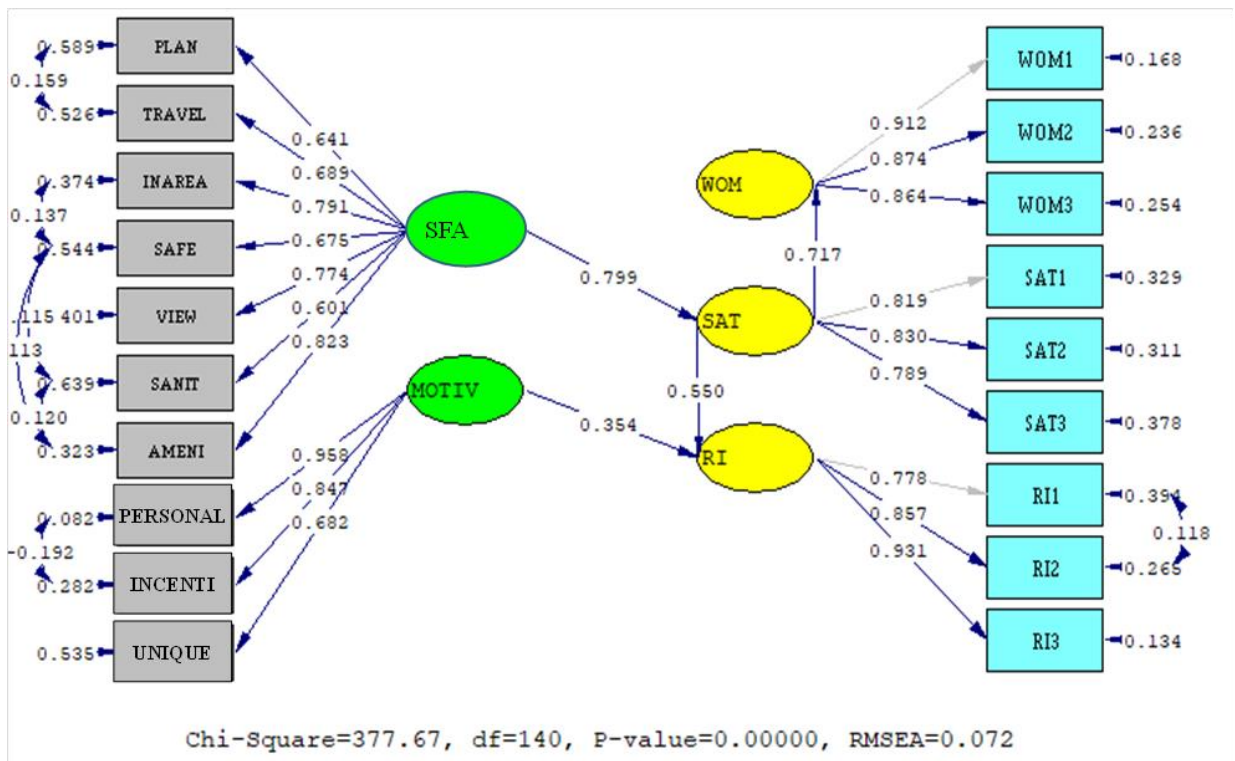 0.589 PLAN
0.159
0.526 TRAVEL
0.374 INAREA
0.137
0.544 SAFE
.115 401 VIEW
113
0.639 SANIT
0.120
0.323 AMENI
0.082 PERSONAL
-0.192
0.282 INCENTI
0.535 UNIQUE
0.641
0.689
0.791
0.675
0.774
0.601
0.823
SFA
MOTIV
0.958
0.847
0.682
0.799
0.354
WOM
0.717
SAT
0.550
RI
0.912
0.874
0.864
0.819
0.830
0.789
0.778
0.857
0.931
WOM1 0.168
WOM2 0.236
WOM3 0.254
SAT1 0.329
SAT2 0.311
SAT3 0.378
RI1 0.394
0.118
RI2 0.265
RI3 0.134
Chi-Square=377.67, df=140, P-value=0.00000, RMSEA=0.072